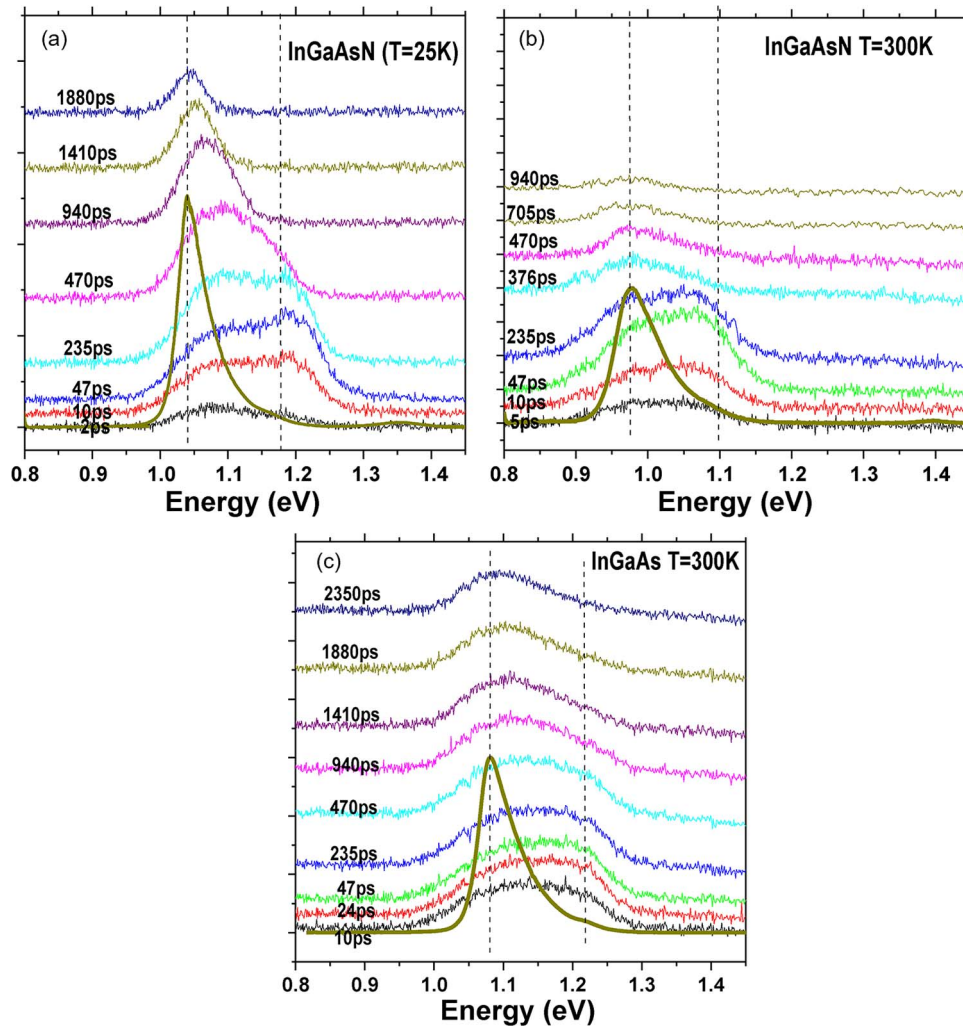 (a)
InGaAsN (T=25K)
1880ps
1410ps
940ps
470ps
235ps
47ps
10ps
2ps
0.8 0.9 1.0 1.1 1.2 1.3 1.4
Energy (eV)
(b)
InGaAsN T=300K
940ps
705ps
470ps
376ps
235ps
47ps
10ps
5ps
0.8 0.9 1.0 1.1 1.2 1.3 1.4
Energy (eV)
(c)
InGaAs T=300K
2350ps
1880ps
1410ps
940ps
470ps
235ps
47ps
24ps
10ps
0.8 0.9 1.0 1.1 1.2 1.3 1.4
Energy (eV)